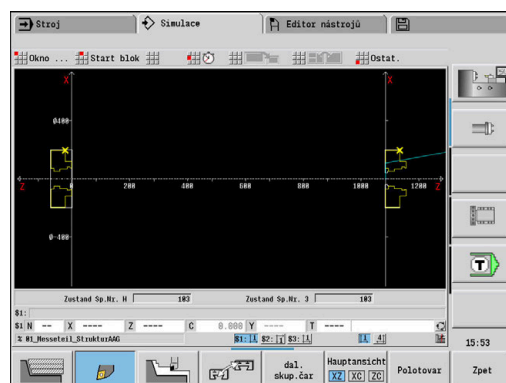 Stroj Simulace Editor nástrojů
Okno ... Start blok Ostat.
X X
Ø400
Z 0 200 400 600 800 1000 1200 Z
Ø-400
Zustand Sp.Nr. H 103 Zustand Sp.Nr. 3 103
$1:
$1 N -- X ---- Z ---- C 0.000 Y ---- T ----
% 01_Messeteil_StrukturAAG $1: $2: $3:
15:53
dal. skup.čar
Hauptansicht
XZ XC ZC
Polotovar
Zpet
T